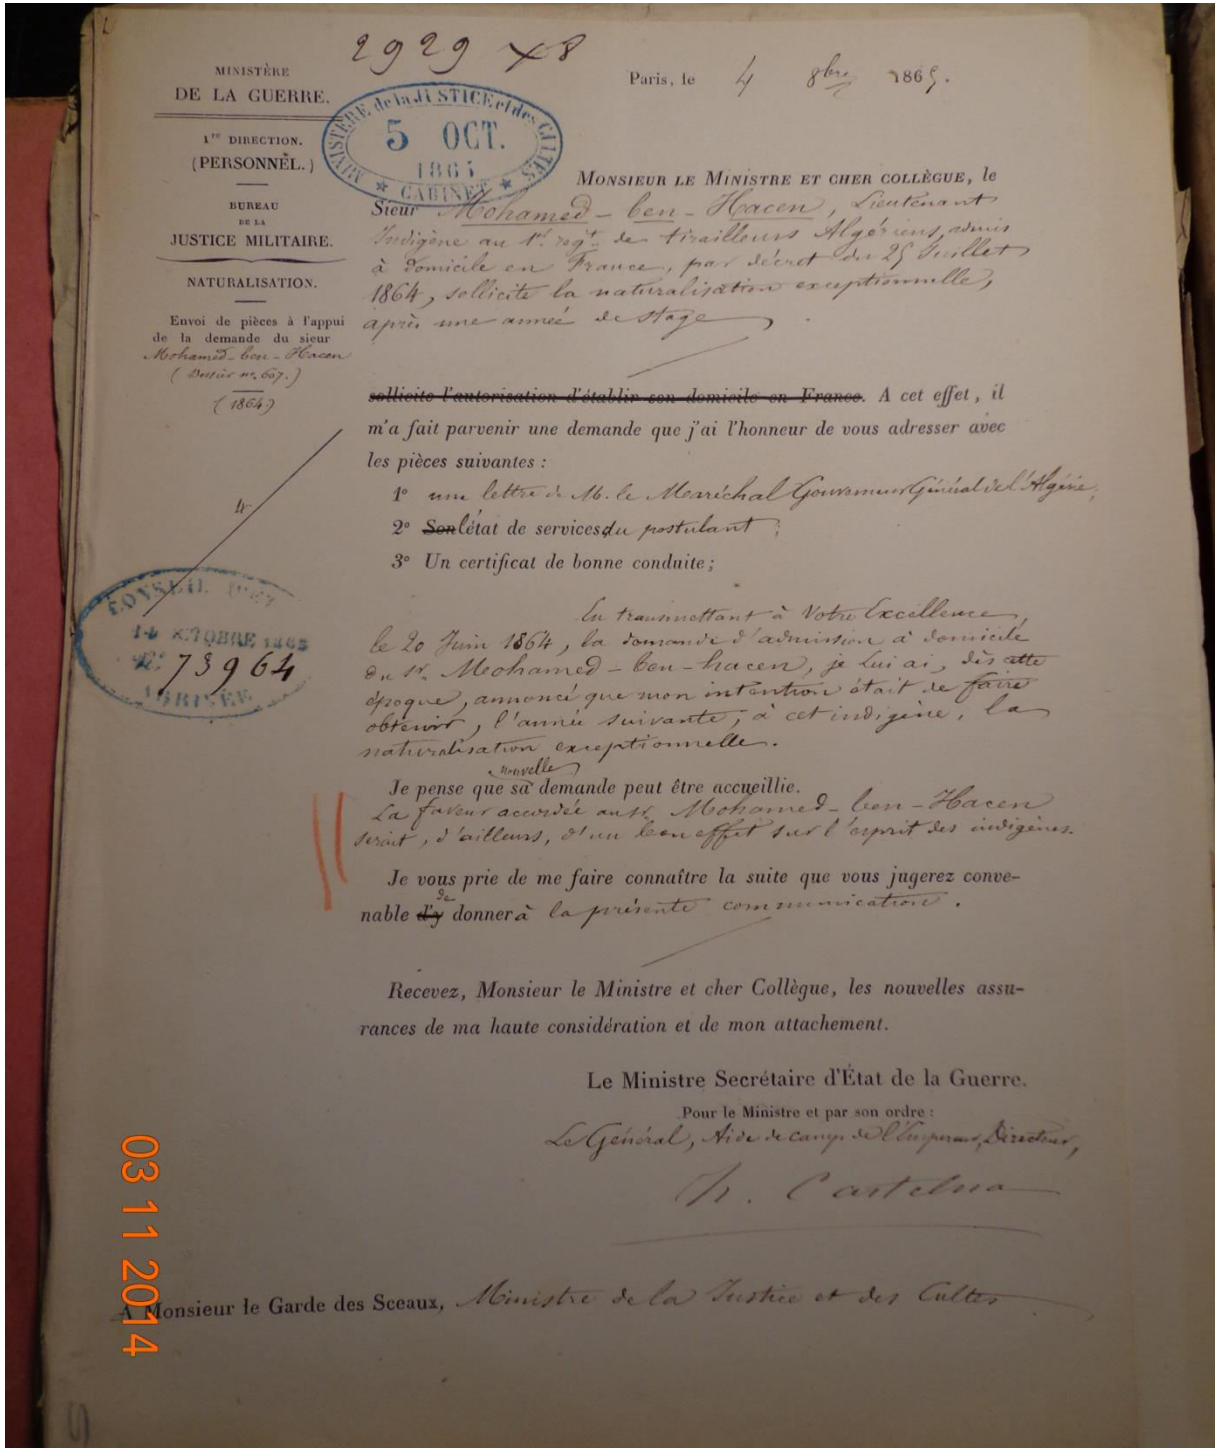 2929 X8
MINISTÈRE
DE LA GUERRE.
1re DIRECTION.
(PERSONNEL.)
BUREAU
DE LA
JUSTICE MILITAIRE.
NATURALISATION.
Envoi de pièces à l'appui
de la demande du sieur
Mohamed-ben-Hacen
(Dossier no. 607.)
(1864)
MINISTÈRE de la JUSTICE et des CULTES
5 OCT.
1865
CABINET
Paris, le 4 8bre 1865.
MONSIEUR LE MINISTRE ET CHER COLLÈGUE, le
Sieur Mohamed-ben-Hacen, Lieutenant
Indigène au 1er régt. de tirailleurs Algériens, admis
à domicile en France, par décret du 25 Juillet
1864, sollicite la naturalisation exceptionnelle,
après une année de stage.
sollicite l'autorisation d'établir son domicile en France. A cet effet, il
m'a fait parvenir une demande que j'ai l'honneur de vous adresser avec
les pièces suivantes :
1° une lettre de M. le Maréchal Gouverneur Général de l'Algérie,
2° Son l'état de services du postulant ;
3° Un certificat de bonne conduite ;
4
CONSEIL D'ET
14 OCTOBRE 1865
73964
En transmettant à Votre Excellence,
le 20 Juin 1864, la demande d'admission à domicile
du sr. Mohamed-ben-hacen, je lui ai, dès cette
époque, annoncé que mon intention était de faire
obtenir, l'année suivante, à cet indigène, la
naturalisation exceptionnelle.
nouvelle
Je pense que sa demande peut être accueillie.
La faveur accordée au sr. Mohamed-ben-Hacen
serait, d'ailleurs, d'un bon effet sur l'esprit des indigènes.
Je vous prie de me faire connaître la suite que vous jugerez conve-
nable d'y de donner à la présente communication.
Recevez, Monsieur le Ministre et cher Collègue, les nouvelles assu-
rances de ma haute considération et de mon attachement.
Le Ministre Secrétaire d'État de la Guerre.
Pour le Ministre et par son ordre :
Le Général, Aide de camp de l'Empereur, Directeur,
Castelnau
A Monsieur le Garde des Sceaux, Ministre de la Justice et des Cultes
03 11 2014